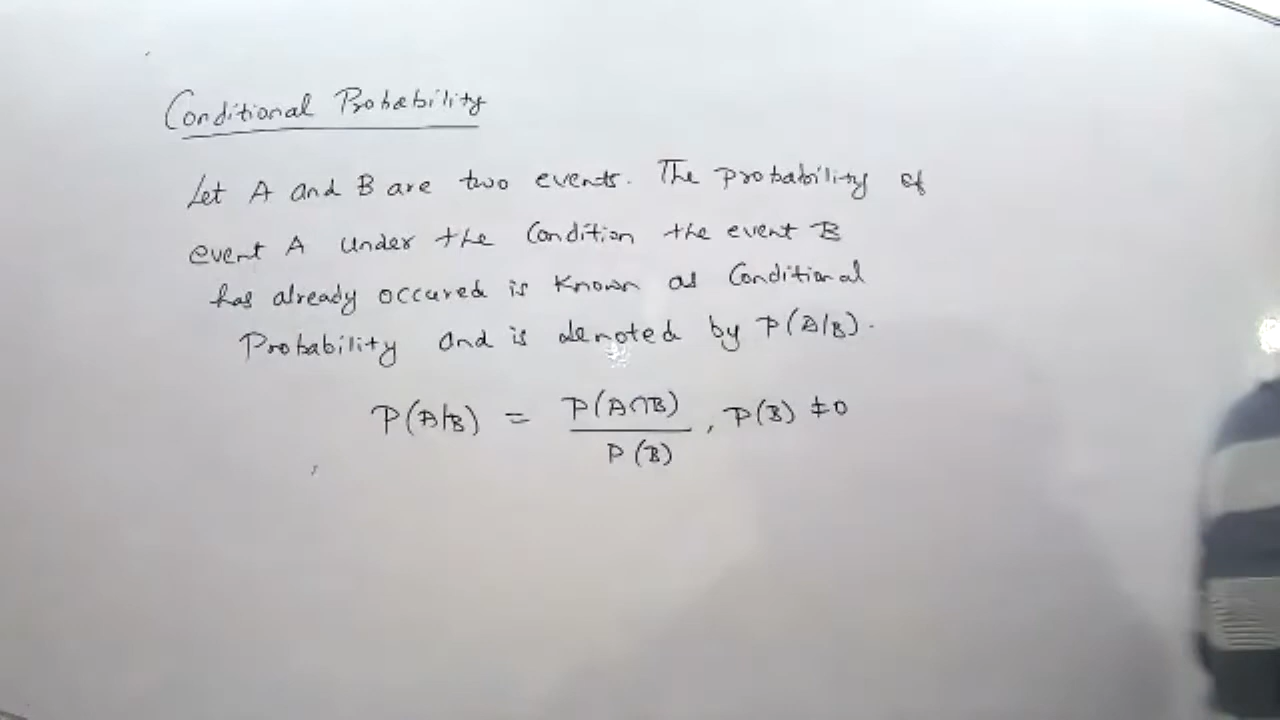 Conditional Probability
Let A and B are two events. The probability of
event A under the Condition the event B
has already occured is Known as Conditional
Probability and is denoted by P(A/B).
P(A/B) = P(A∩B) / P(B) , P(B) ≠ 0